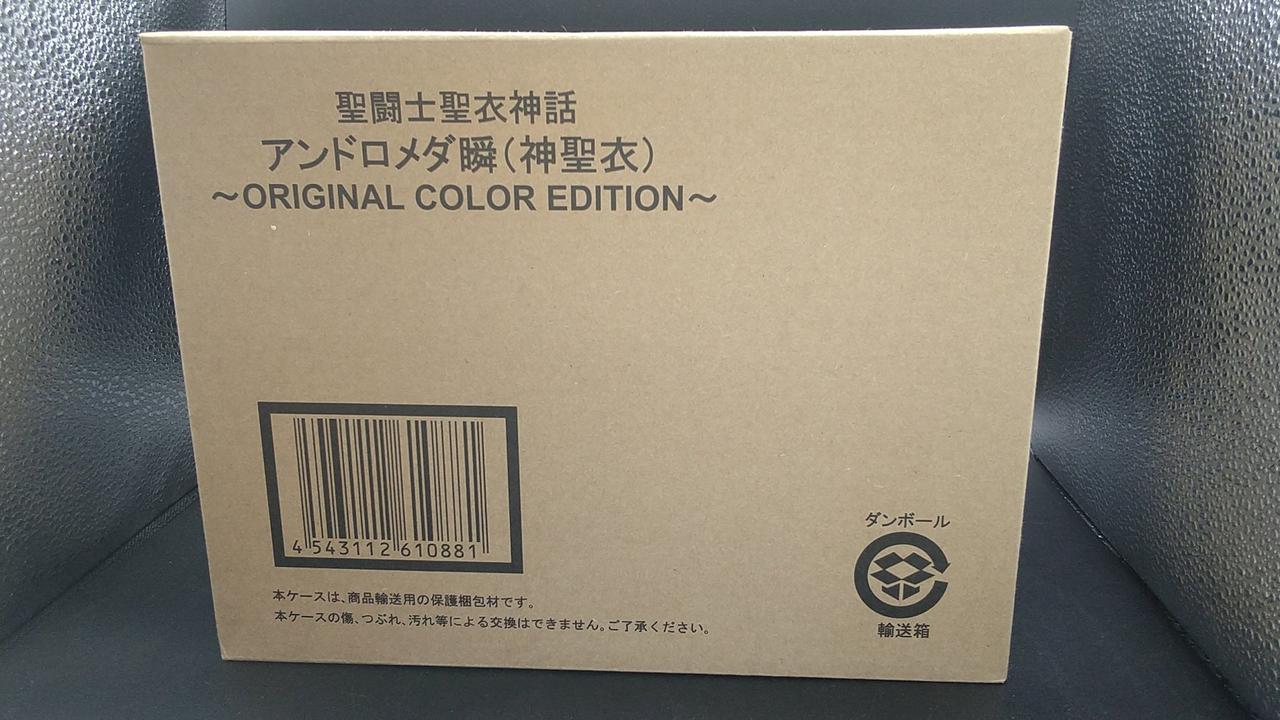 聖闘士聖衣神話
アンドロメダ瞬(神聖衣)
～ORIGINAL COLOR EDITION～
4 543112 610881
本ケースは、商品輸送用の保護梱包材です。
本ケースの傷、つぶれ、汚れ等による交換はできません。ご了承ください。
ダンボール
輸送箱